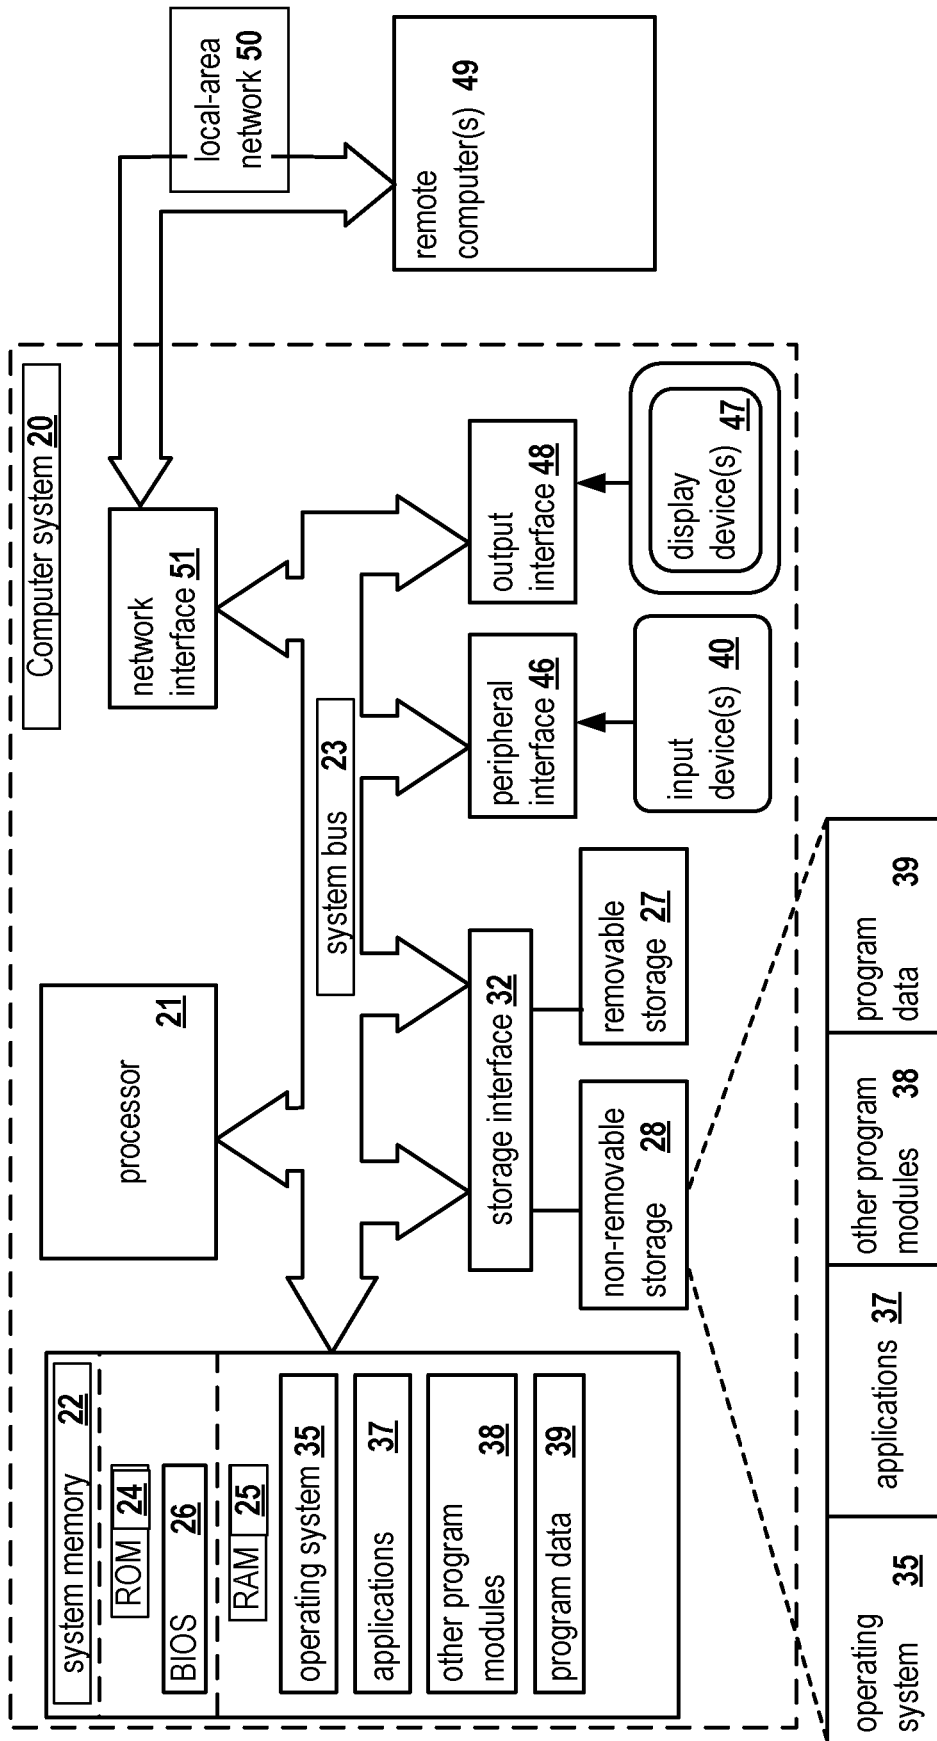 Computer system 20
system memory 22
ROM 24
BIOS 26
RAM 25
operating system 35
applications 37
other program
modules 38
program data 39
processor 21
system bus 23
network
interface 51
local-area
network 50
remote
computer(s) 49
storage interface 32
non-removable
storage 28
removable
storage 27
peripheral
interface 46
output
interface 48
input
device(s) 40
display
device(s) 47
operating
system 35
applications 37
other program
modules 38
program
data 39